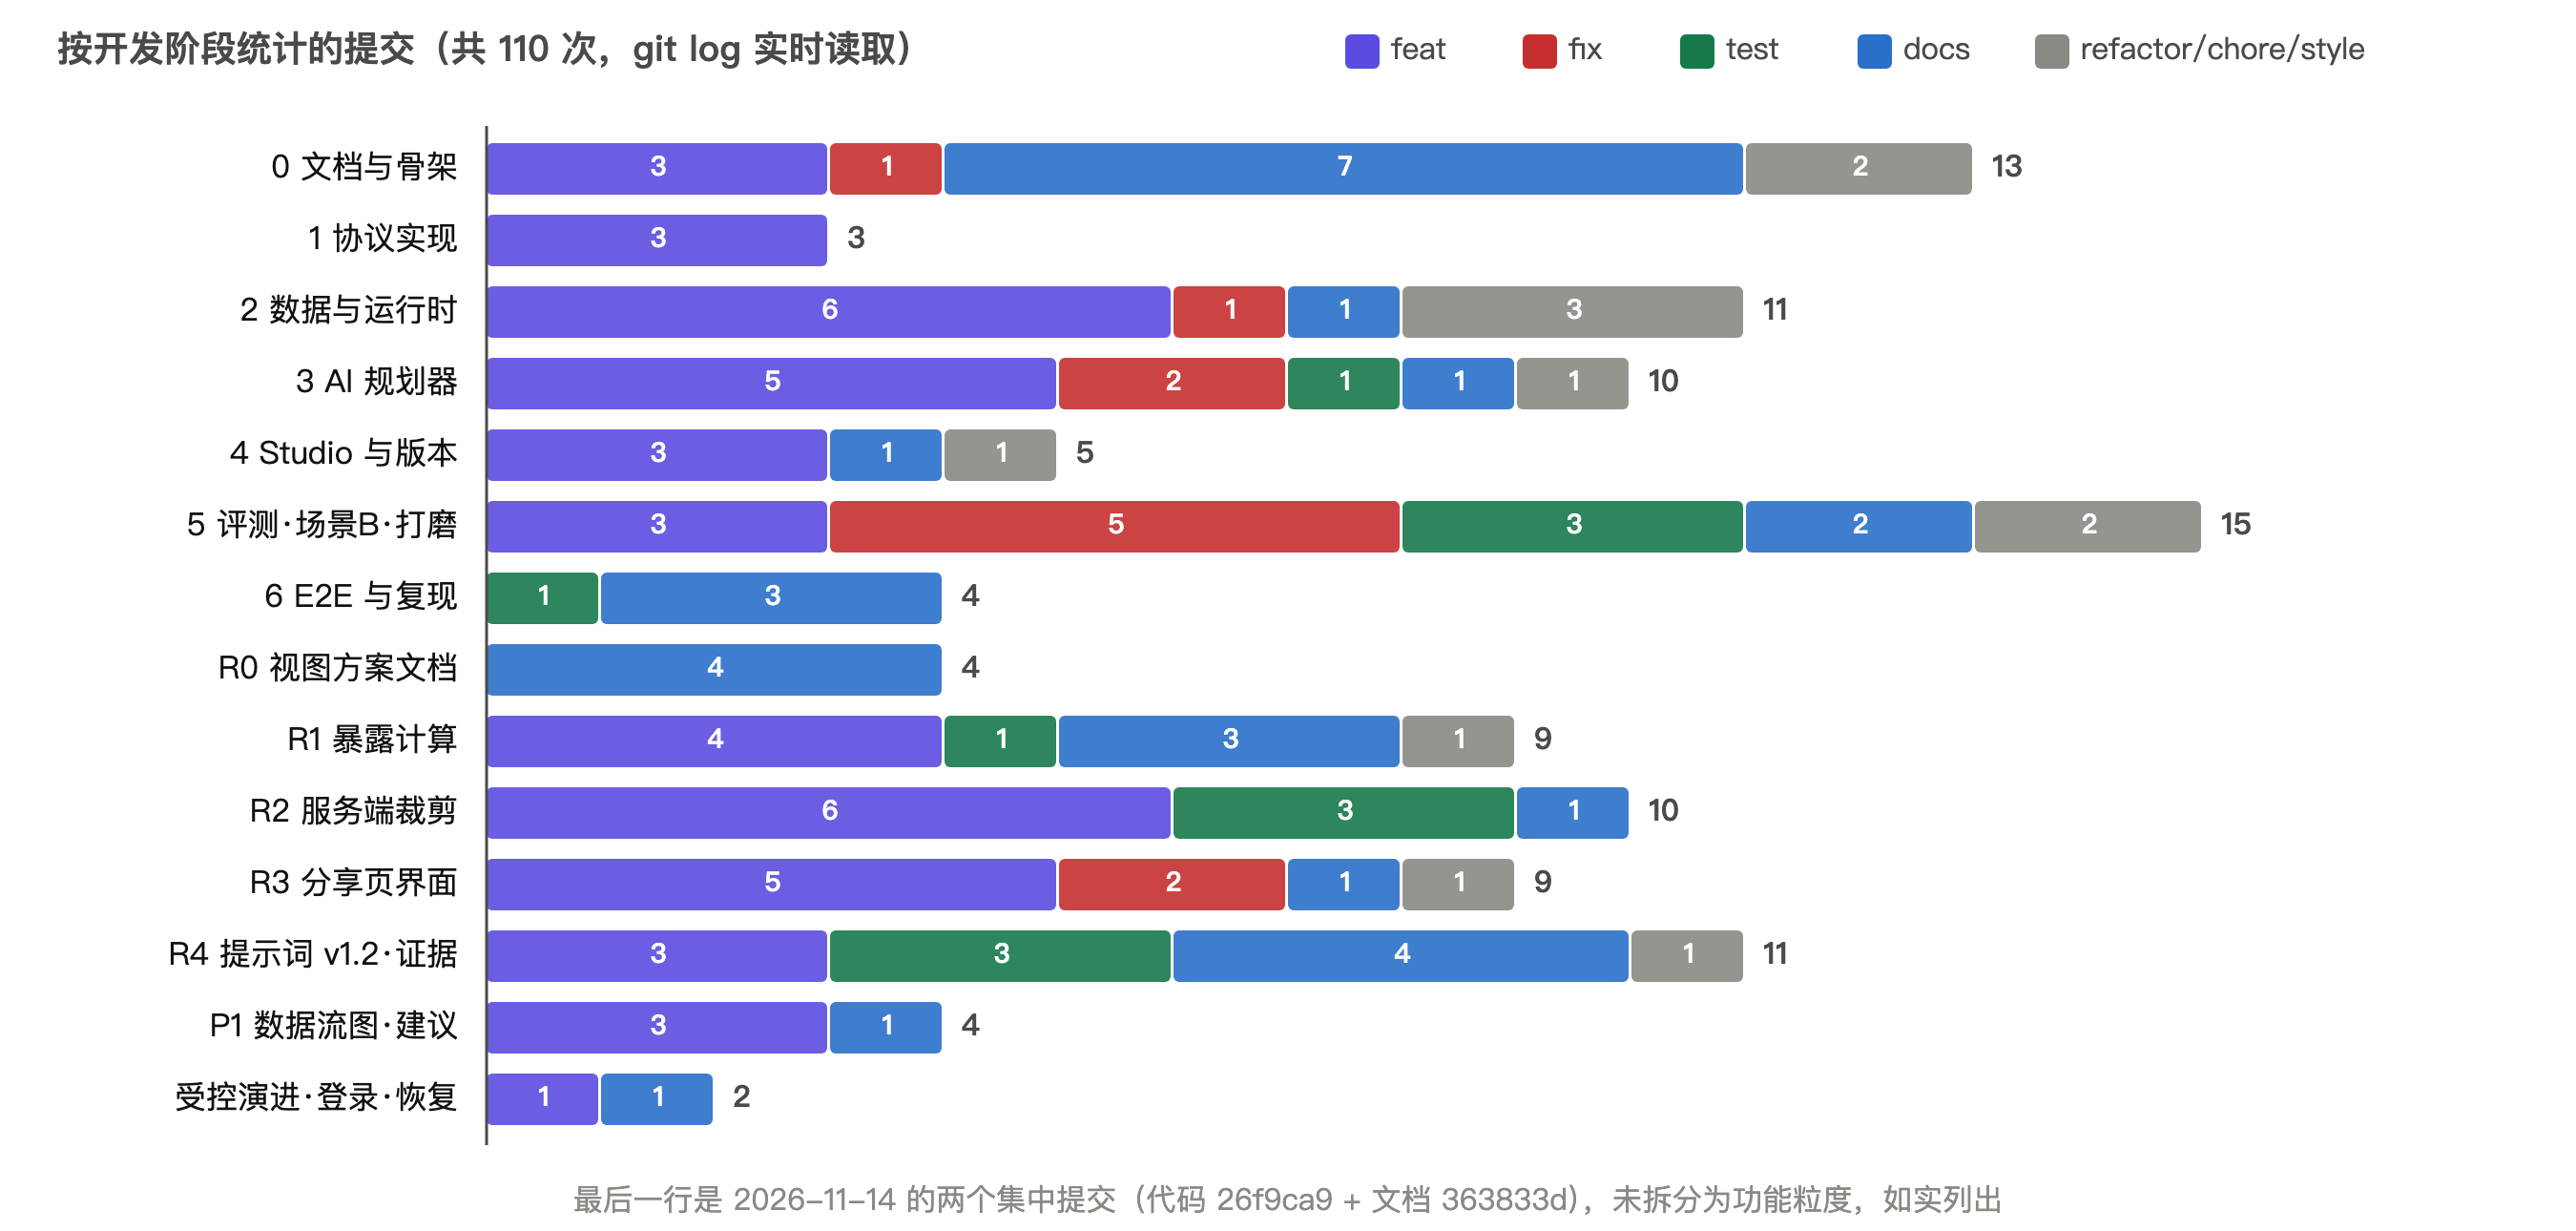 按开发阶段统计的提交（共 110 次，git log 实时读取）
feat fix test docs refactor/chore/style
0 文档与骨架 3 1 7 2 13
1 协议实现 3 3
2 数据与运行时 6 1 1 3 11
3 AI 规划器 5 2 1 1 1 10
4 Studio 与版本 3 1 1 5
5 评测·场景B·打磨 3 5 3 2 2 15
6 E2E 与复现 1 3 4
R0 视图方案文档 4 4
R1 暴露计算 4 1 3 1 9
R2 服务端裁剪 6 3 1 10
R3 分享页界面 5 2 1 1 9
R4 提示词 v1.2·证据 3 3 4 1 11
P1 数据流图·建议 3 1 4
受控演进·登录·恢复 1 1 2
最后一行是 2026–11–14 的两个集中提交（代码 26f9ca9 + 文档 363833d），未拆分为功能粒度，如实列出